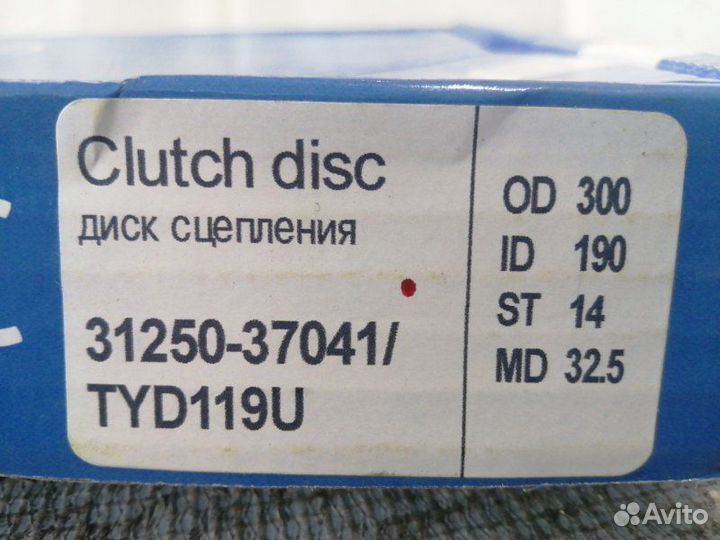 Clutch disc
диск сцепления
31250-37041/
TYD119U
OD 300
ID 190
ST 14
MD 32.5
Avito